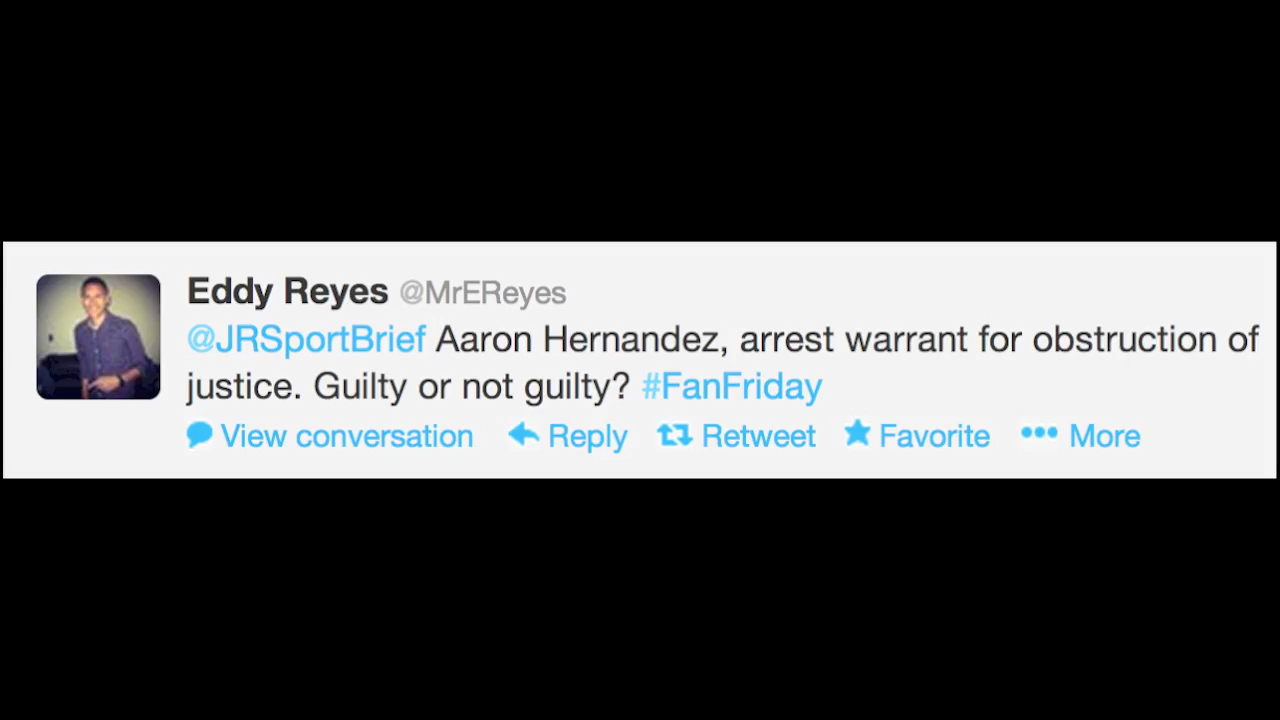 Eddy Reyes @MrEReyes
@JRSportBrief Aaron Hernandez, arrest warrant for obstruction of
justice. Guilty or not guilty? #FanFriday
View conversation Reply Retweet Favorite More